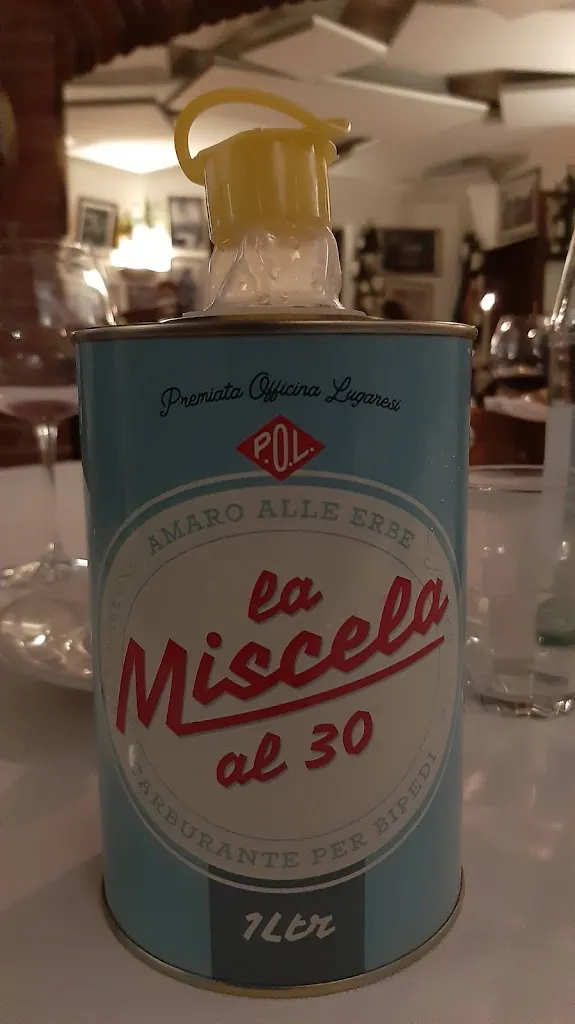 Premiata Officina Lugaresi
P.O.L.
AMARO ALLE ERBE
la
Miscela
al 30
CARBURANTE PER BIPEDI
1Ltr